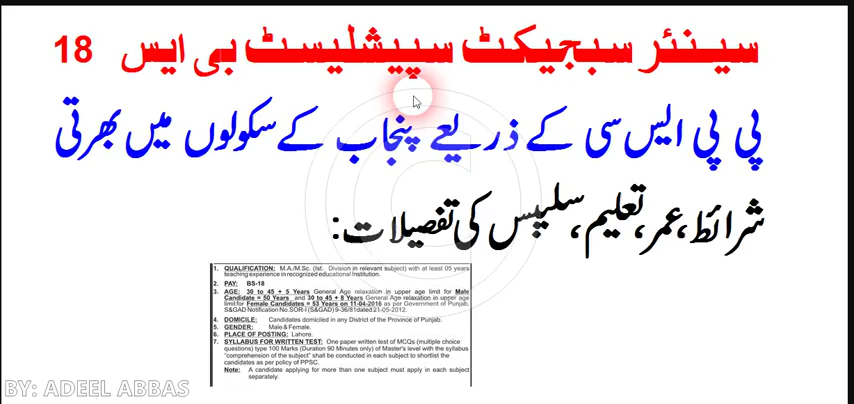 سینئر سبجیکٹ سپیشلیسٹ بی ایس 18
پی پی ایس سی کے ذریعے پنجاب کے سکولوں میں بھرتی
شرائط، عمر، تعلیم، سلیپس کی تفصیلات:
1. QUALIFICATION: M.A./M.Sc. (Ist. Division in relevant subject) with at least 05 years
teaching experience in recognized educational Institution.
2. PAY: BS-18
3. AGE: 30 to 45 + 5 Years General Age relaxation in upper age limit for Male
Candidate = 50 Years and 30 to 45 + 8 Years General Age relaxation in upper age
limit for Female Candidates = 53 Years on 11-04-2016 as per Government of Punjab.
S&GAD Notification No.SOR-I (S&GAD) 9-36/81dated 21-05-2012.
4. DOMICILE: Candidates domiciled in any District of the Province of Punjab.
5. GENDER: Male & Female.
6. PLACE OF POSTING: Lahore.
7. SYLLABUS FOR WRITTEN TEST: One paper written test of MCQs (multiple choice
questions) type 100 Marks (Duration 90 Minutes only) of Master's level with the syllabus
"comprehension of the subject" shall be conducted in each subject to shortlist the
candidates as per policy of PPSC.
Note: A candidate applying for more than one subject must apply in each subject
separately.
BY: ADEEL ABBAS